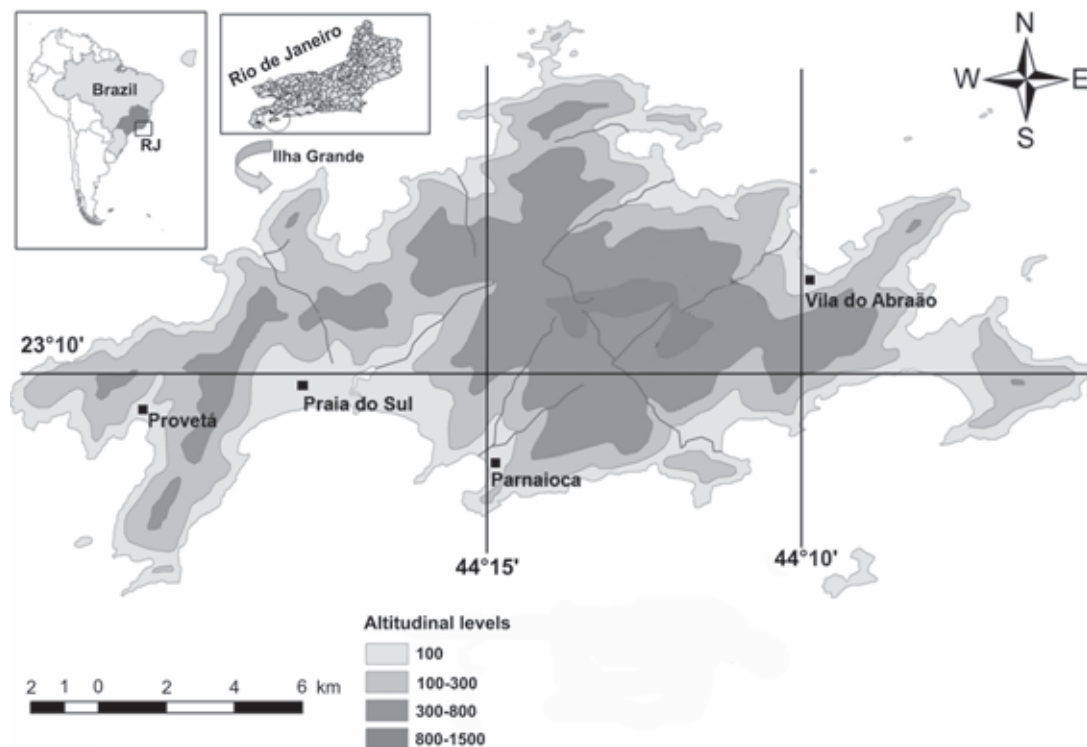 Brazil
RJ
Rio de Janeiro
Ilha Grande
N
W E
S
Vila do Abraão
23°10'
Praia do Sul
Provetá
Parnaioca
44°15'
44°10'
Altitudinal levels
100
100-300
300-800
800-1500
2 1 0 2 4 6 km